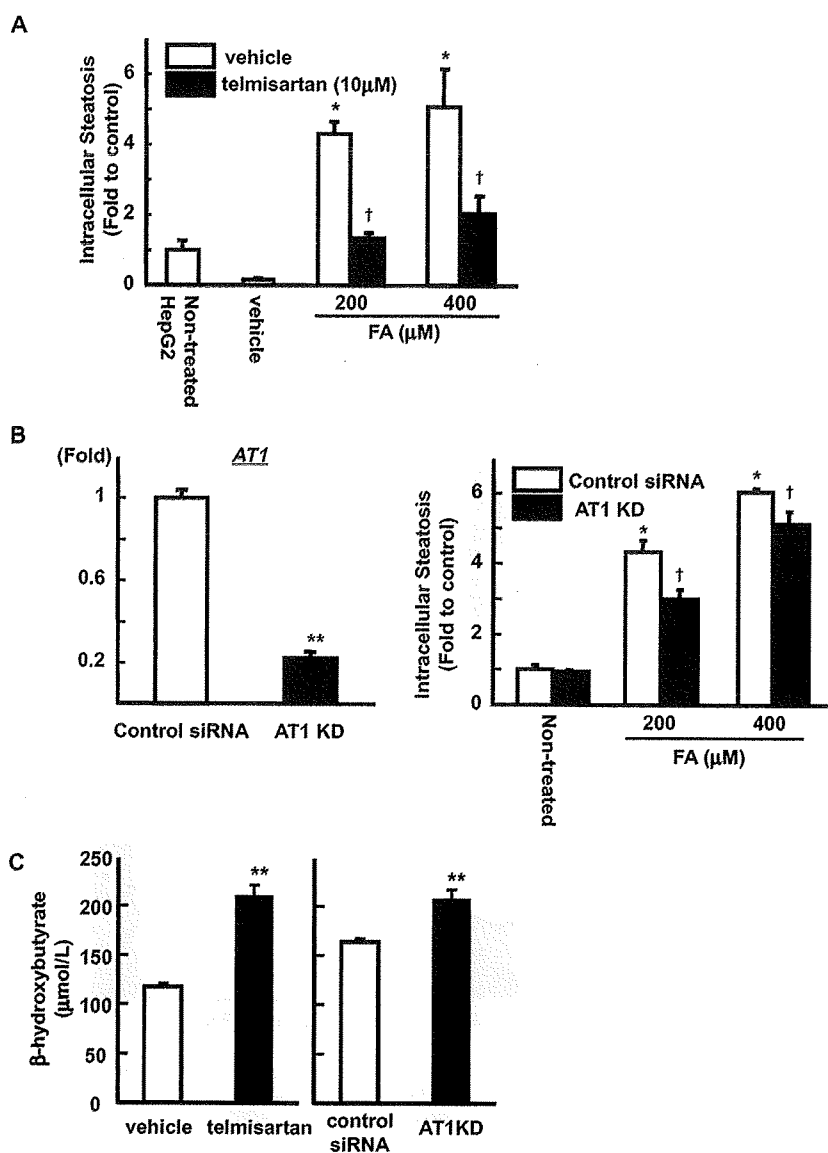 A
Intracellular Steatosis
(Fold to control)
6
4
2
0
vehicle
telmisartan (10μM)
*
†
*
†
Non-treated
HepG2
vehicle
200
400
FA (μM)
B
(Fold)
AT1
1
0.6
0.2
**
Control siRNA
AT1 KD
Intracellular Steatosis
(Fold to control)
6
4
2
0
Control siRNA
AT1 KD
*
†
*
†
Non-treated
200
400
FA (μM)
C
β-hydroxybutyrate
(μmol/L)
250
200
150
100
50
0
**
**
vehicle
telmisartan
control
siRNA
AT1KD